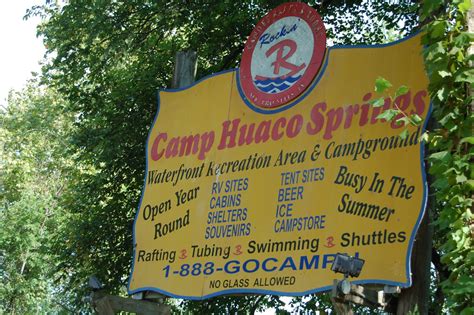 Rockin'
R
Camp Huaco Springs
Waterfront Recreation Area & Campground
Open Year
Round
RV SITES
CABINS
SHELTERS
SOUVENIRS
TENT SITES
BEER
ICE
CAMPSTORE
Busy In The
Summer
Rafting Tubing Swimming Shuttles
1-888-GOCAMP
NO GLASS ALLOWED